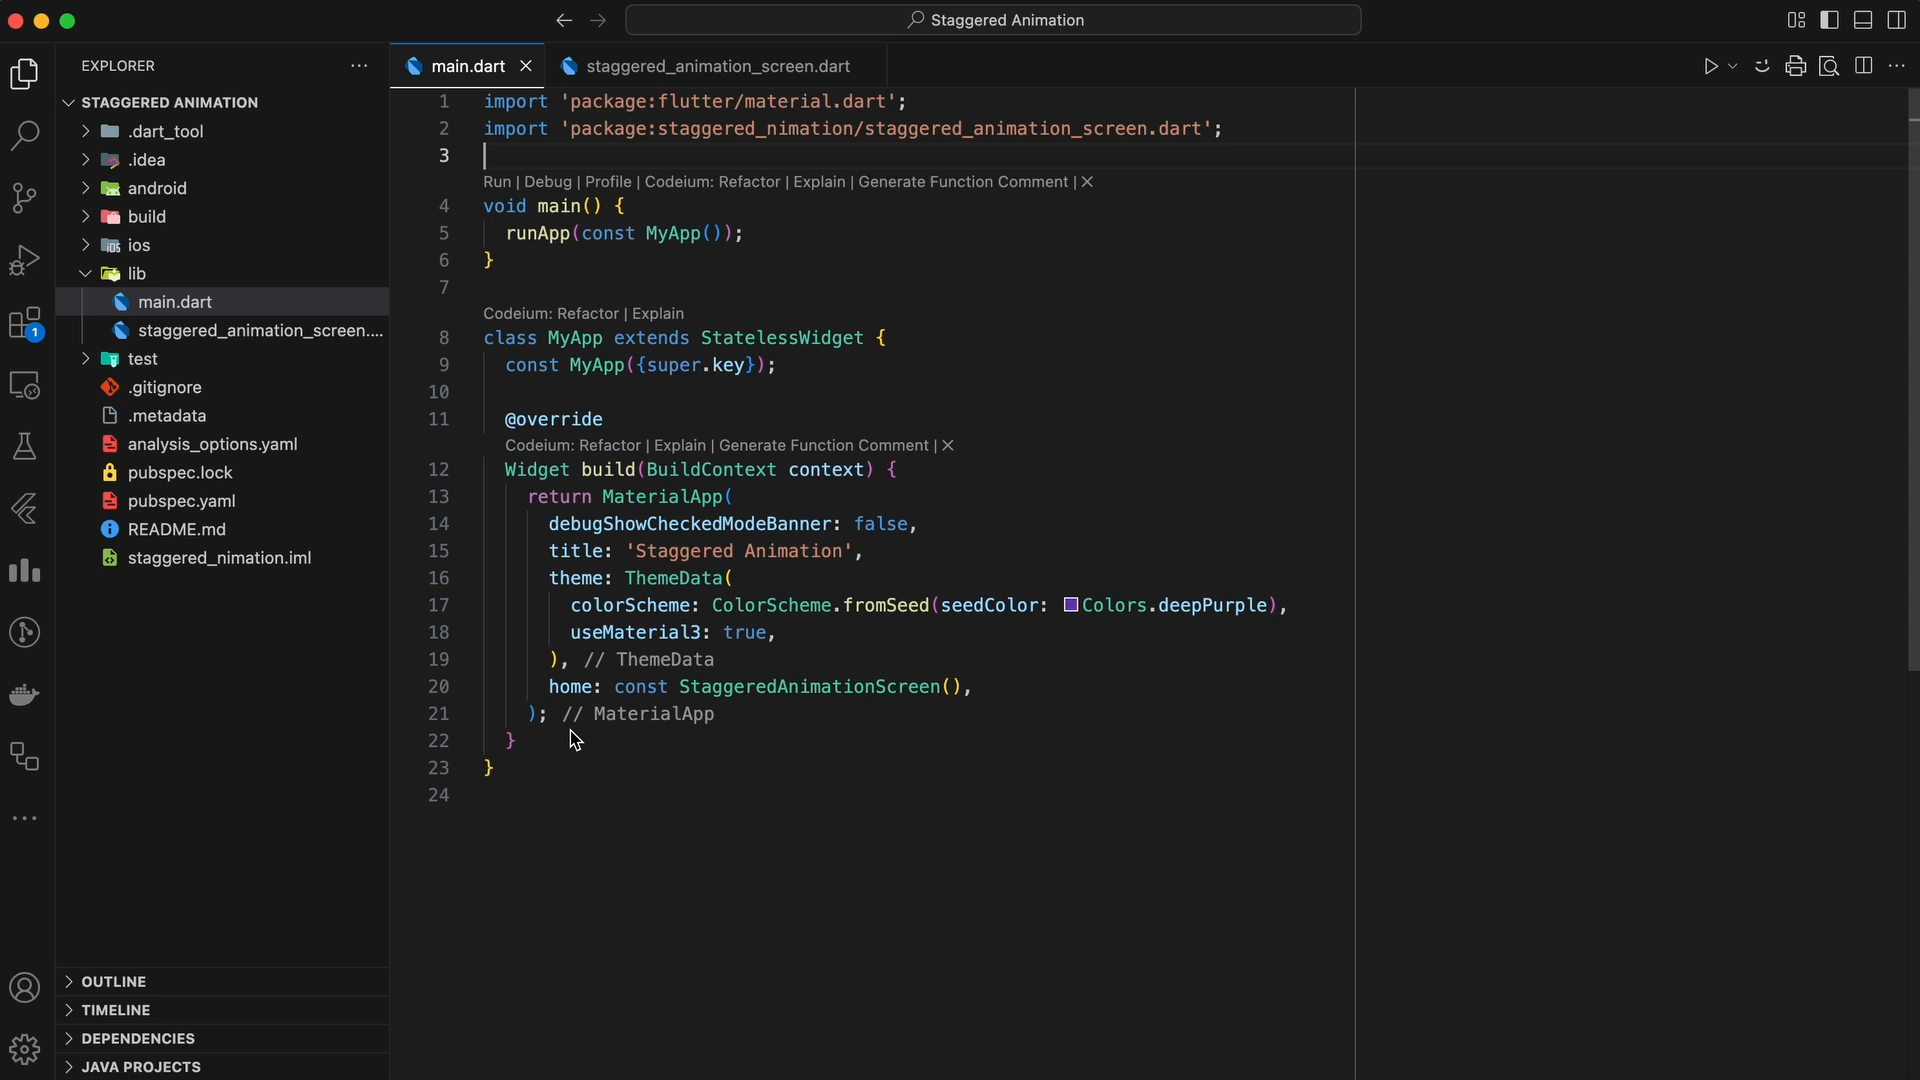 Staggered Animation
EXPLORER
STAGGERED ANIMATION
.dart_tool
.idea
android
build
ios
lib
main.dart
staggered_animation_screen....
test
.gitignore
.metadata
analysis_options.yaml
pubspec.lock
pubspec.yaml
README.md
staggered_nimation.iml
OUTLINE
TIMELINE
DEPENDENCIES
JAVA PROJECTS
1
main.dart
staggered_animation_screen.dart
1 import 'package:flutter/material.dart';
2 import 'package:staggered_nimation/staggered_animation_screen.dart';
3
Run | Debug | Profile | Codeium: Refactor | Explain | Generate Function Comment | ×
4 void main() {
5 runApp(const MyApp());
6 }
7
Codeium: Refactor | Explain
8 class MyApp extends StatelessWidget {
9 const MyApp({super.key});
10
11 @override
Codeium: Refactor | Explain | Generate Function Comment | ×
12 Widget build(BuildContext context) {
13 return MaterialApp(
14 debugShowCheckedModeBanner: false,
15 title: 'Staggered Animation',
16 theme: ThemeData(
17 colorScheme: ColorScheme.fromSeed(seedColor: Colors.deepPurple),
18 useMaterial3: true,
19 ), // ThemeData
20 home: const StaggeredAnimationScreen(),
21 ); // MaterialApp
22 }
23 }
24